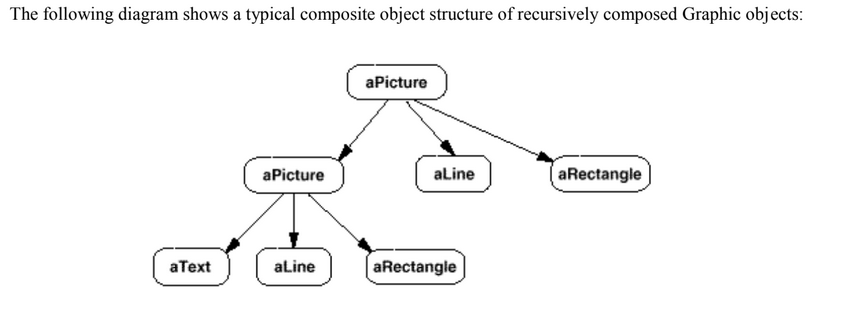 The following diagram shows a typical composite object structure of recursively composed Graphic objects:
aPicture
aPicture
aLine
aRectangle
aText
aLine
aRectangle